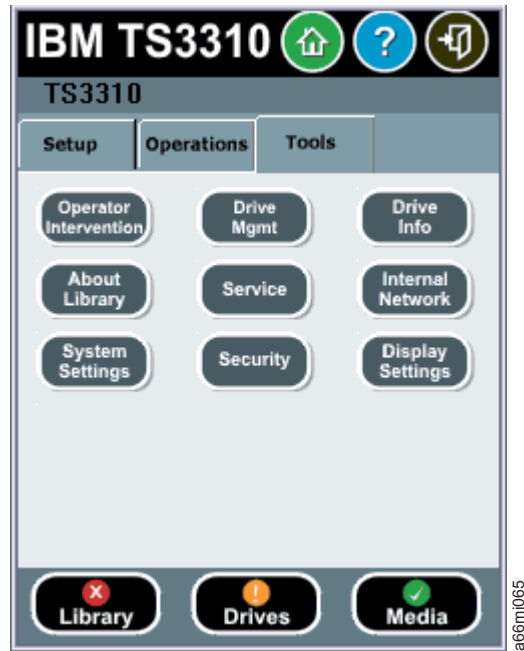 IBM TS3310
?
TS3310
Setup Operations Tools
Operator Intervention
Drive Mgmt
Drive Info
About Library
Service
Internal Network
System Settings
Security
Display Settings
Library
!
Drives
Media
a66mi065